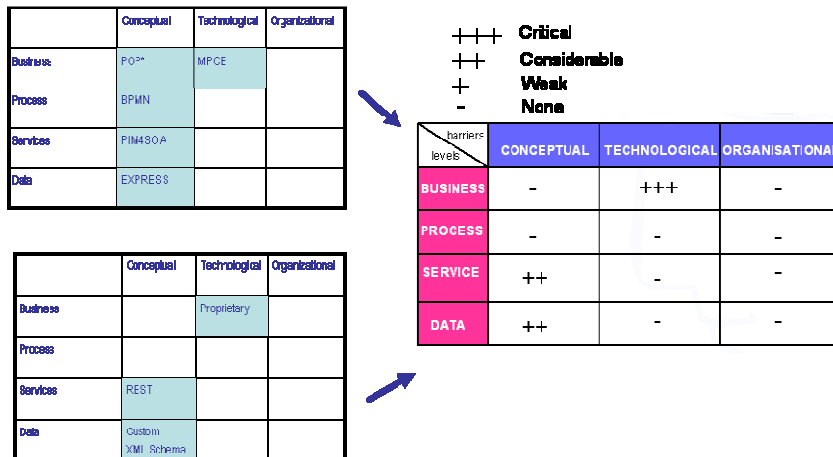 Conceptual Technological Organizational
Business POP* MPCE
Process BPMN
Services PIM4SOA
Data EXPRESS
+++ Critical
++ Considerable
+ Weak
- None
barriers
levels
CONCEPTUAL TECHNOLOGICAL ORGANISATIONAL
BUSINESS - +++ -
PROCESS - - -
SERVICE ++ - -
DATA ++ - -
Conceptual Technological Organizational
Business Proprietary
Process
Services REST
Data Custom
XML Schema